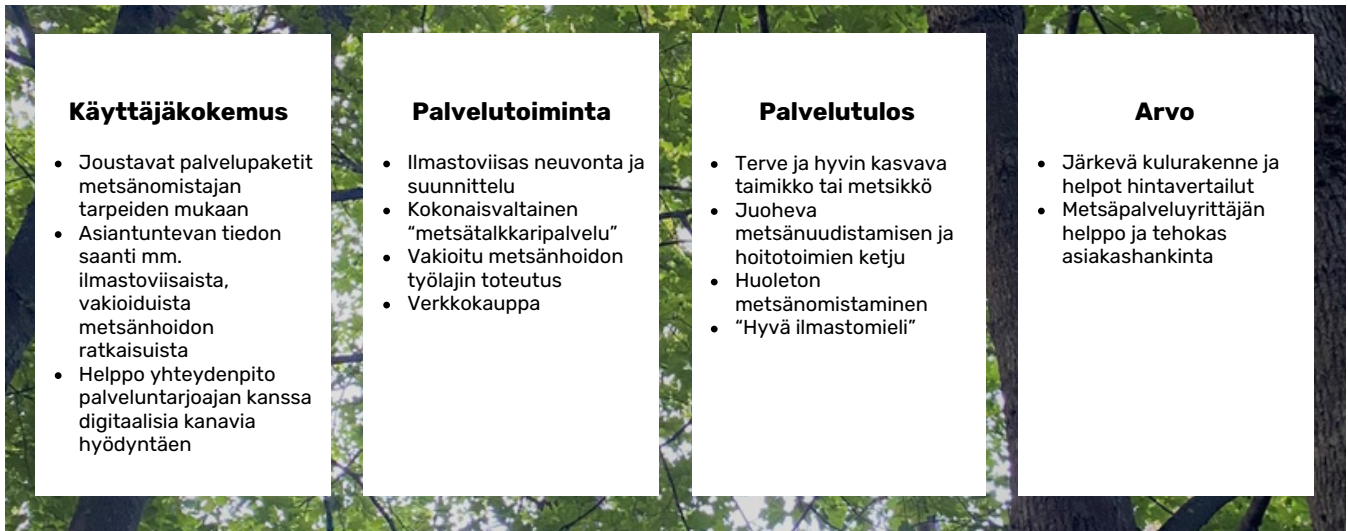 Käyttäjäkokemus
• Joustavat palvelupaketit
metsänomistajan
tarpeiden mukaan
• Asiantuntevan tiedon
saanti mm.
ilmastoviisaista,
vakioiduista
metsänhoidon
ratkaisuista
• Helppo yhteydenpito
palveluntarjoajan kanssa
digitaalisia kanavia
hyödyntäen
Palvelutoiminta
• Ilmastoviisas neuvonta ja
suunnittelu
• Kokonaisvaltainen
“metsätalkkaripalvelu”
• Vakioitu metsänhoidon
työlajin toteutus
• Verkkokauppa
Palvelutulos
• Terve ja hyvin kasvava
taimikko tai metsikkö
• Juoheva
metsänuudistamisen ja
hoitotoimien ketju
• Huoleton
metsänomistaminen
• “Hyvä ilmastomieli”
Arvo
• Järkevä kulurakenne ja
helpot hintavertailut
• Metsäpalveluyrittäjän
helppo ja tehokas
asiakashankinta